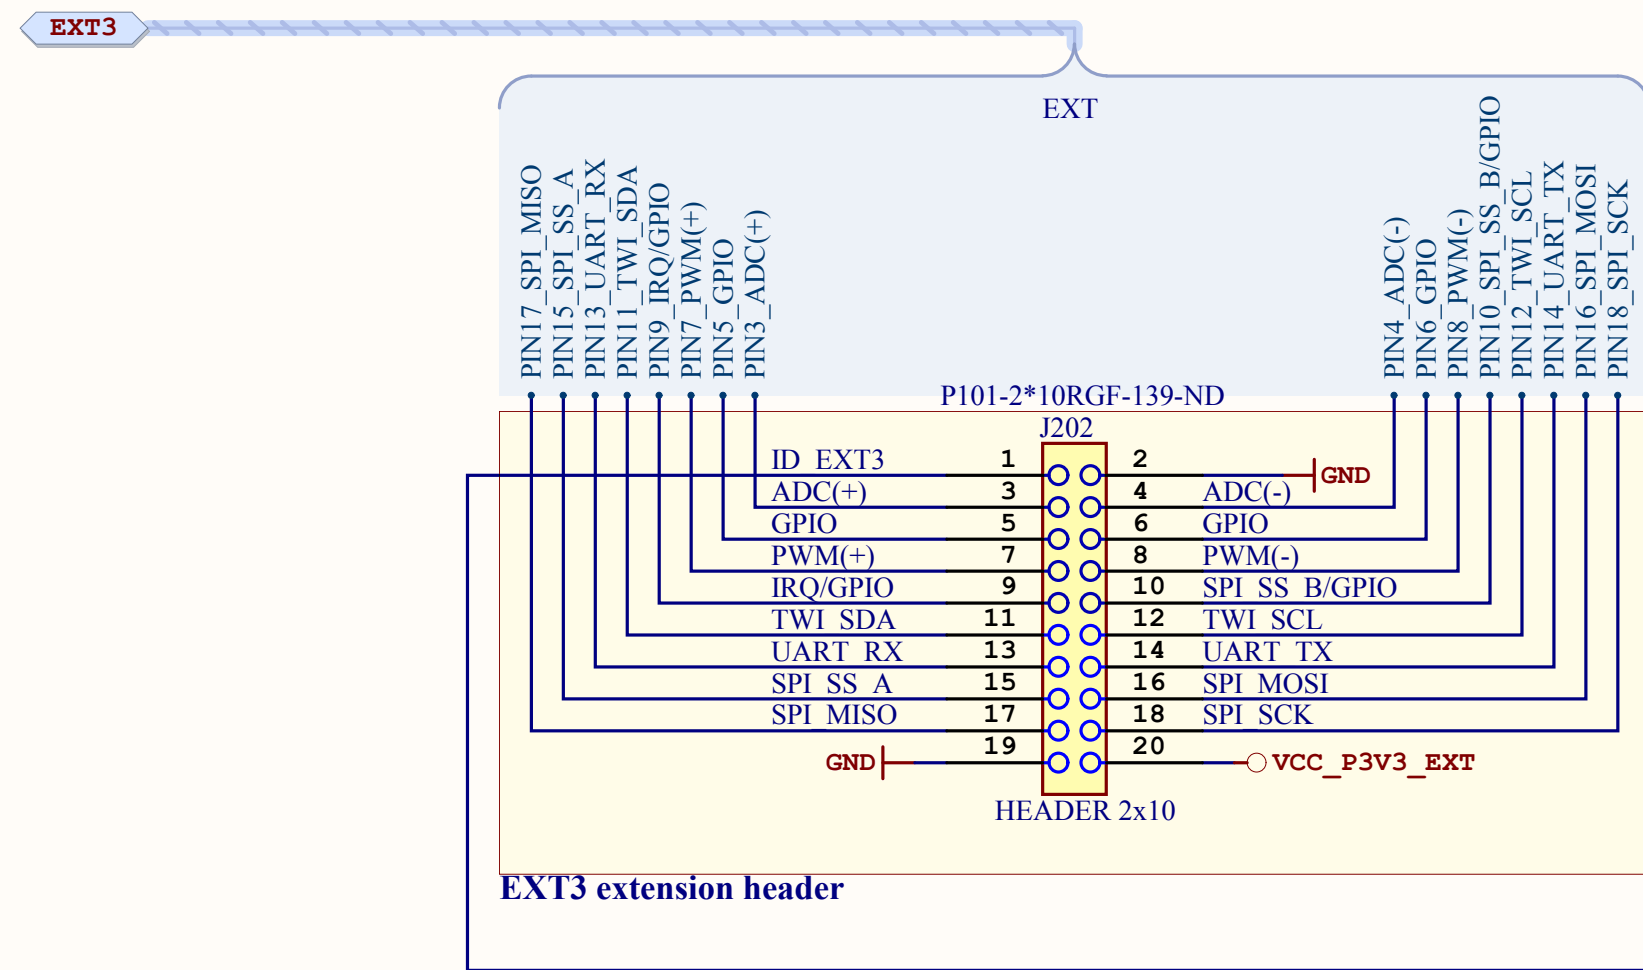 EXT3
EXT
PIN17_SPI_MISO
PIN15_SPI_SS_A
PIN13_UART_RX
PIN11_TWI_SDA
PIN9_IRQ/GPIO
PIN7_PWM(+)
PIN5_GPIO
PIN3_ADC(+)
PIN4_ADC(-)
PIN6_GPIO
PIN8_PWM(-)
PIN10_SPI_SS_B/GPIO
PIN12_TWI_SCL
PIN14_UART_TX
PIN16_SPI_MOSI
PIN18_SPI_SCK
P101-2*10RGF-139-ND
J202
ID_EXT3 1 2 GND
ADC(+) 3 4 ADC(-)
GPIO 5 6 GPIO
PWM(+) 7 8 PWM(-)
IRQ/GPIO 9 10 SPI_SS_B/GPIO
TWI_SDA 11 12 TWI_SCL
UART_RX 13 14 UART_TX
SPI_SS_A 15 16 SPI_MOSI
SPI_MISO 17 18 SPI_SCK
GND 19 20 VCC_P3V3_EXT
HEADER 2x10
EXT3 extension header